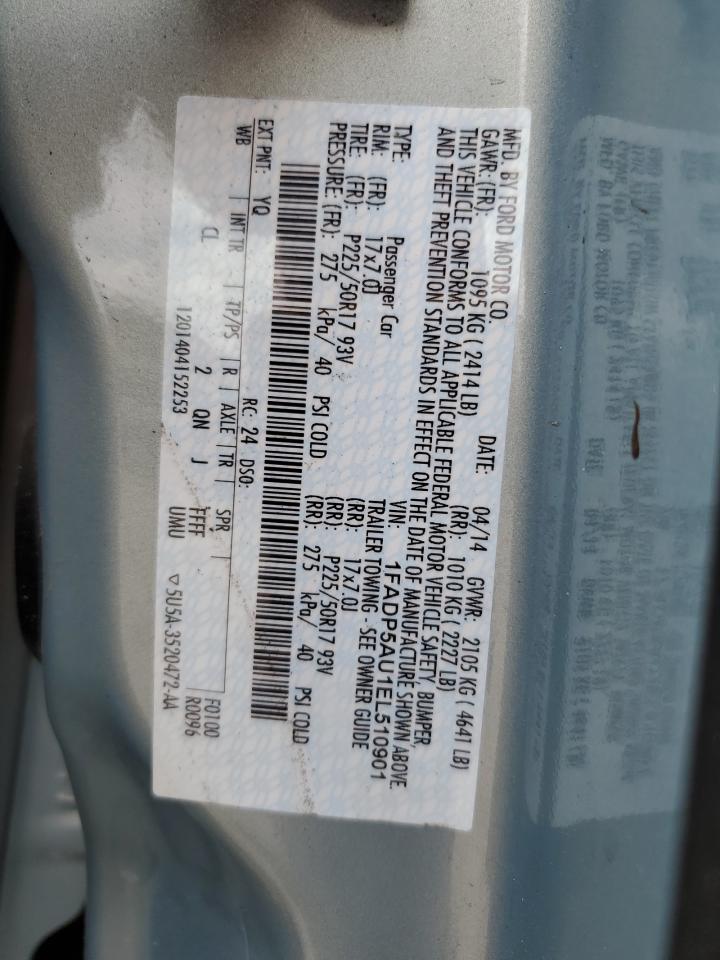 MFD. BY FORD MOTOR CO.
DATE: 04/14 GVWR: 2105 KG ( 4641 LB)
GAWR: (FR): 1095 KG ( 2414 LB) (RR): 1010 KG ( 2227 LB)
THIS VEHICLE CONFORMS TO ALL APPLICABLE FEDERAL MOTOR VEHICLE SAFETY, BUMPER,
AND THEFT PREVENTION STANDARDS IN EFFECT ON THE DATE OF MANUFACTURE SHOWN ABOVE.
VIN: 1FADP5AU1EL510901
TYPE: Passenger Car TRAILER TOWING - SEE OWNER GUIDE
RIM: (FR): 17x7.0J (RR): 17x7.0J
TIRE: (FR): P225/50R17 93V (RR): P225/50R17 93V
PRESSURE: (FR): 275 kPa/ 40 PSI COLD (RR): 275 kPa/ 40 PSI COLD
EXT PNT: YQ RC: 24 DSO: F0100
WB | INT TR | TP/PS | R | AXLE | TR | SPR | R0096
CL 2 QN J FFFF
UMU
1201404152253 ▽5U5A-3520472-AA